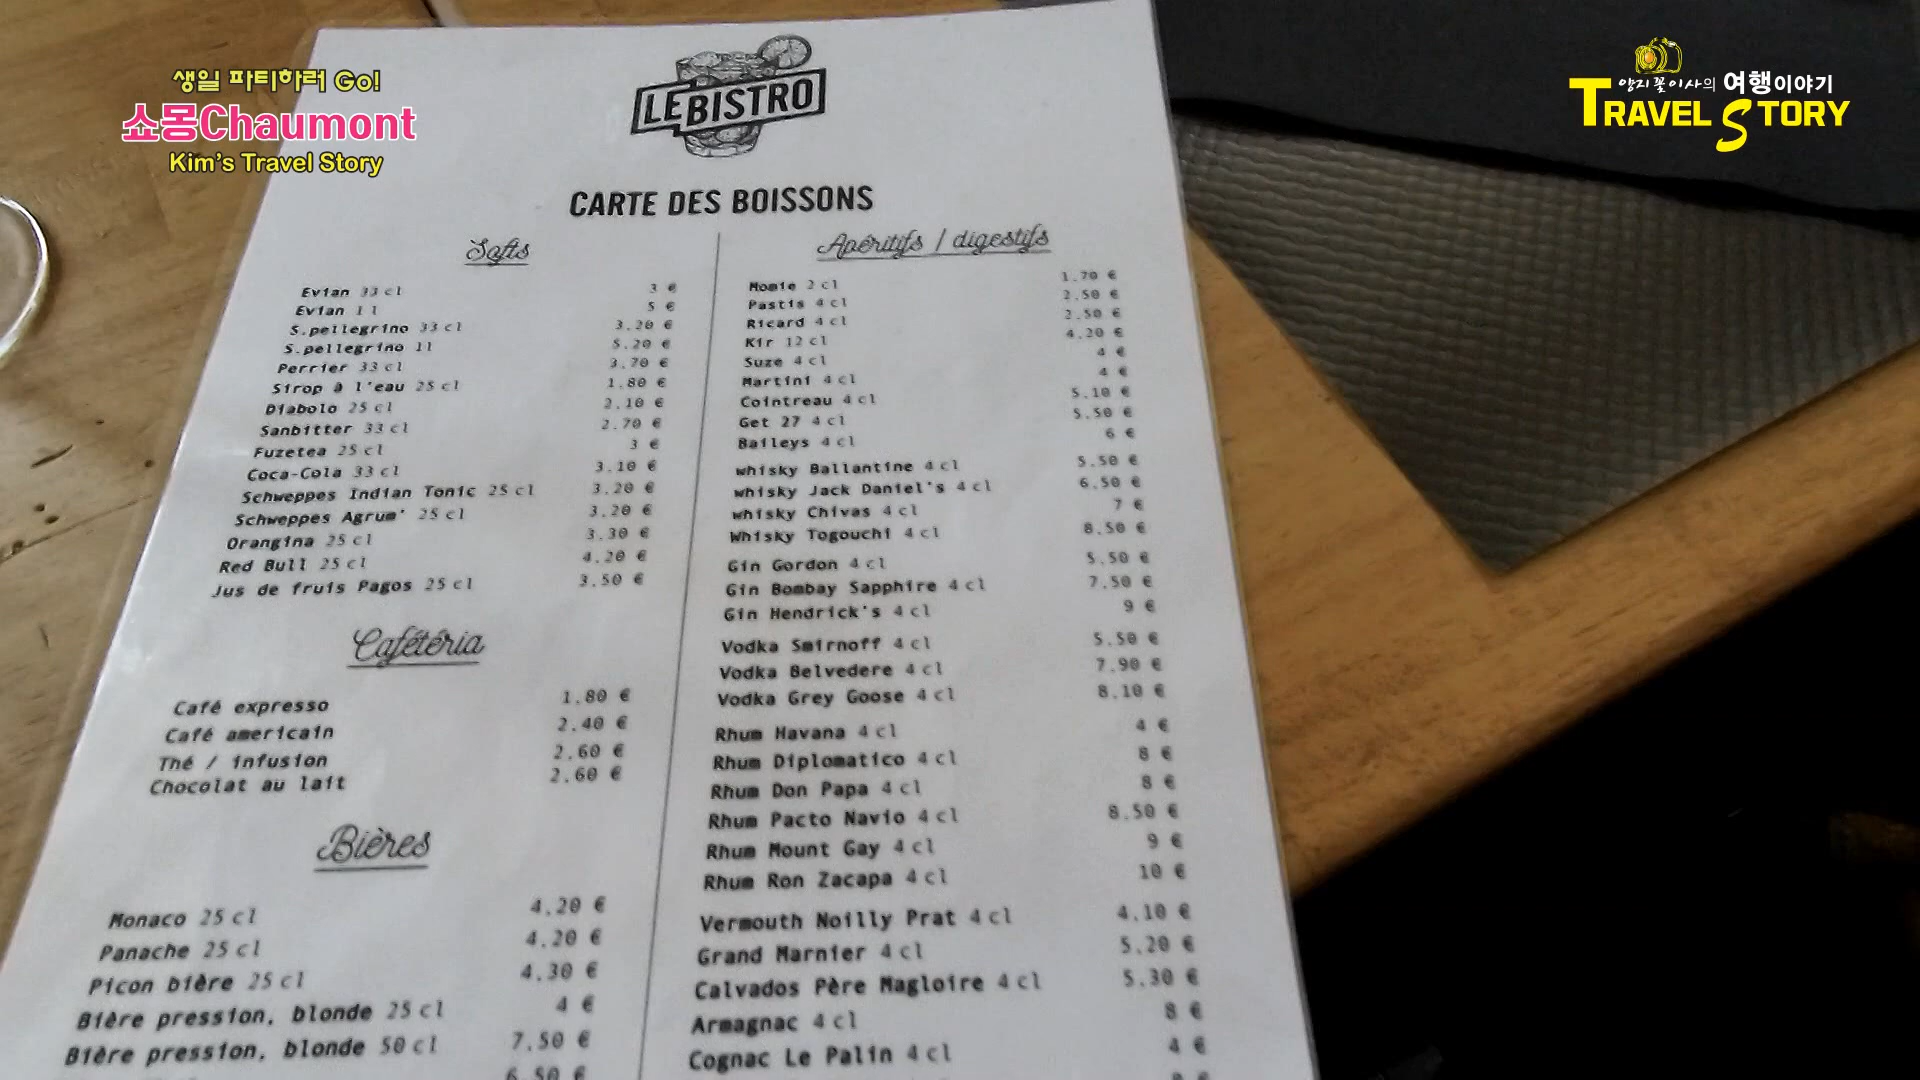 생일 파티하러 Go!
쇼몽Chaumont
Kim's Travel Story
양지꽃이사의 여행이야기
TRAVEL STORY
LE BISTRO
CARTE DES BOISSONS
Softs
Evian 33 cl 3 €
Evian 1 l 5 €
S.pellegrino 33 cl 3.20 €
S.pellegrino 1l 5.20 €
Perrier 33 cl 3.70 €
Sirop à l'eau 25 cl 1.80 €
Diabolo 25 cl 2.10 €
Sanbitter 33 cl 2.70 €
Fuzetea 25 cl 3 €
Coca-Cola 33 cl 3.10 €
Schweppes Indian Tonic 25 cl 3.20 €
Schweppes Agrum' 25 cl 3.20 €
Orangina 25 cl 3.30 €
Red Bull 25 cl 4.20 €
Jus de fruis Pagos 25 cl 3.50 €
Cafétéria
Café expresso 1.80 €
Café americain 2.40 €
Thé / infusion 2.60 €
Chocolat au lait 2.60 €
Bières
Monaco 25 cl 4.20 €
Panache 25 cl 4.20 €
Picon bière 25 cl 4.30 €
Bière pression, blonde 25 cl 4 €
Bière pression, blonde 50 cl 7.50 €
6.50 €
Apéritifs / digestifs
Momie 2 cl 1.70 €
Pastis 4 cl 2.50 €
Ricard 4 cl 2.50 €
Kir 12 cl 4.20 €
Suze 4 cl 4 €
Martini 4 cl 4 €
Cointreau 4 cl 5.10 €
Get 27 4 cl 5.50 €
Baileys 4 cl 6 €
whisky Ballantine 4 cl 5.50 €
whisky Jack Daniel's 4 cl 6.50 €
whisky Chivas 4 cl 7 €
Whisky Togouchi 4 cl 8.50 €
Gin Gordon 4 cl 5.50 €
Gin Bombay Sapphire 4 cl 7.50 €
Gin Hendrick's 4 cl 9 €
Vodka Smirnoff 4 cl 5.50 €
Vodka Belvedere 4 cl 7.90 €
Vodka Grey Goose 4 cl 8.10 €
Rhum Havana 4 cl 4 €
Rhum Diplomatico 4 cl 8 €
Rhum Don Papa 4 cl 8 €
Rhum Pacto Navio 4 cl 8.50 €
Rhum Mount Gay 4 cl 9 €
Rhum Ron Zacapa 4 cl 10 €
Vermouth Noilly Prat 4 cl 4.10 €
Grand Marnier 4 cl 5.20 €
Calvados Père Magloire 4 cl 5.30 €
Armagnac 4 cl 8 €
Cognac Le Palin 4 cl 4 €